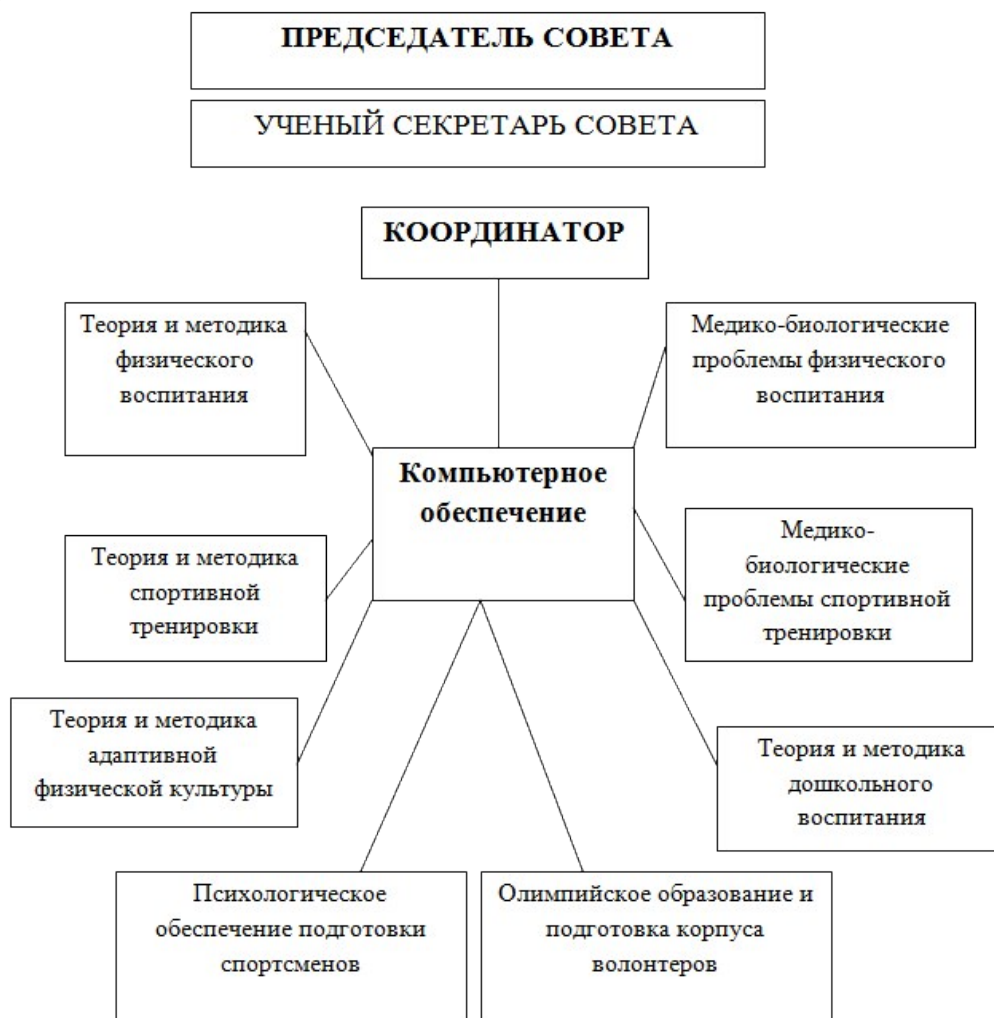 ПРЕДСЕДАТЕЛЬ СОВЕТА
УЧЕНЫЙ СЕКРЕТАРЬ СОВЕТА
КООРДИНАТОР
Теория и методика
физического
воспитания
Медико-биологические
проблемы физического
воспитания
Компьютерное
обеспечение
Теория и методика
спортивной
тренировки
Медико-
биологические
проблемы спортивной
тренировки
Теория и методика
адаптивной
физической культуры
Теория и методика
дошкольного
воспитания
Психологическое
обеспечение подготовки
спортсменов
Олимпийское образование и
подготовка корпуса
волонтеров